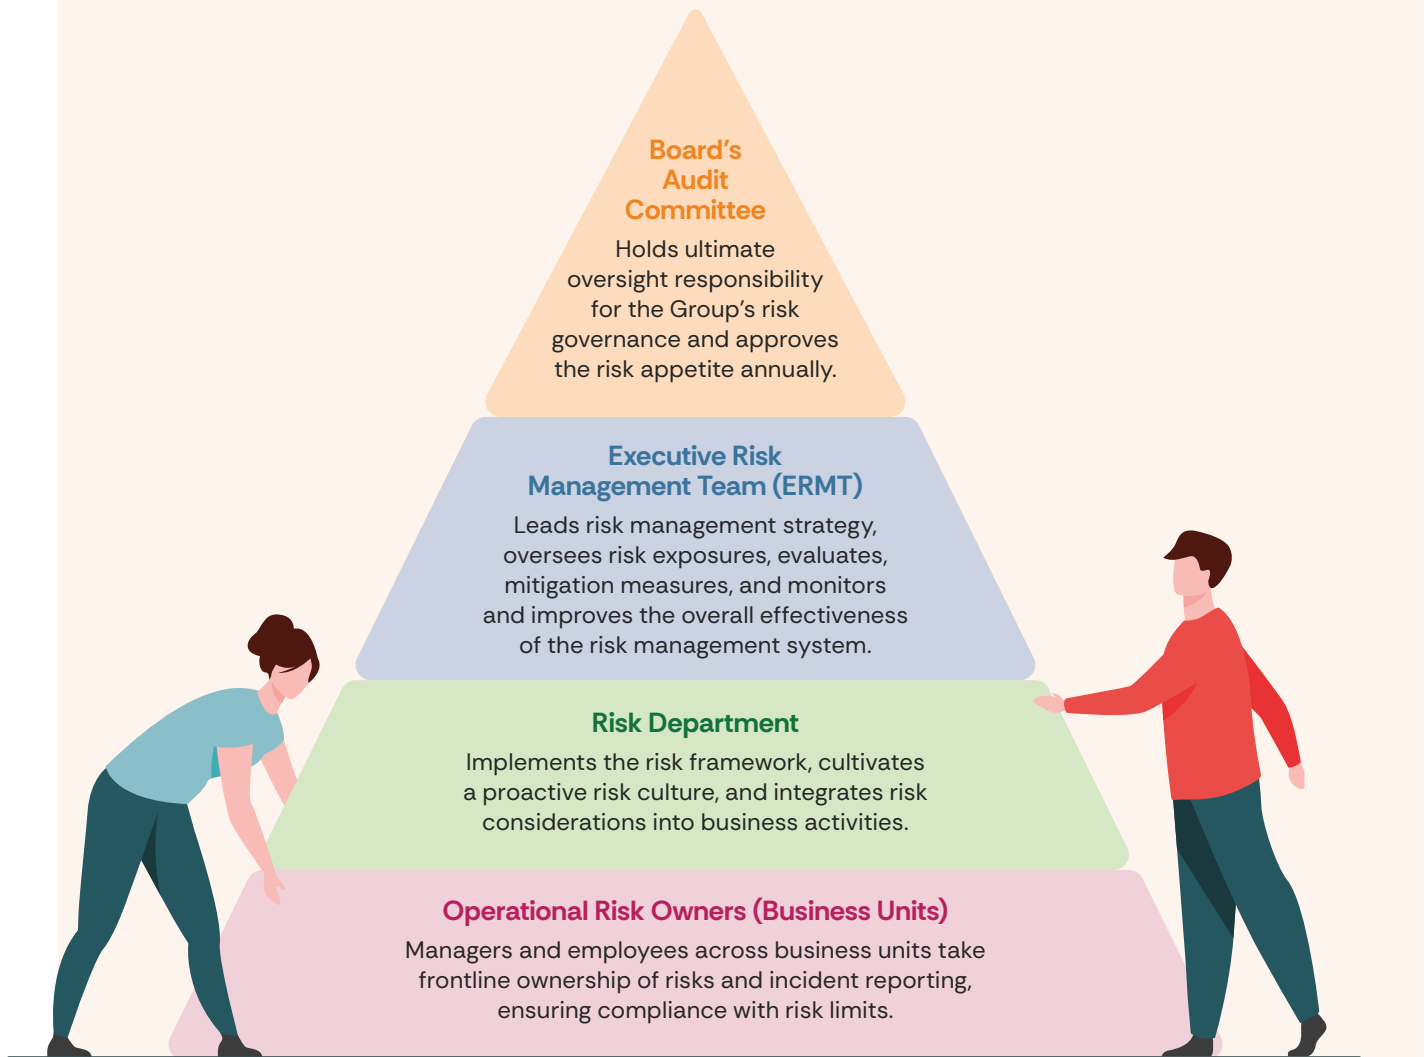 Board’s
Audit
Committee
Holds ultimate
oversight responsibility
for the Group’s risk
governance and approves
the risk appetite annually.
Executive Risk
Management Team (ERMT)
Leads risk management strategy,
oversees risk exposures, evaluates,
mitigation measures, and monitors
and improves the overall effectiveness
of the risk management system.
Risk Department
Implements the risk framework, cultivates
a proactive risk culture, and integrates risk
considerations into business activities.
Operational Risk Owners (Business Units)
Managers and employees across business units take
frontline ownership of risks and incident reporting,
ensuring compliance with risk limits.